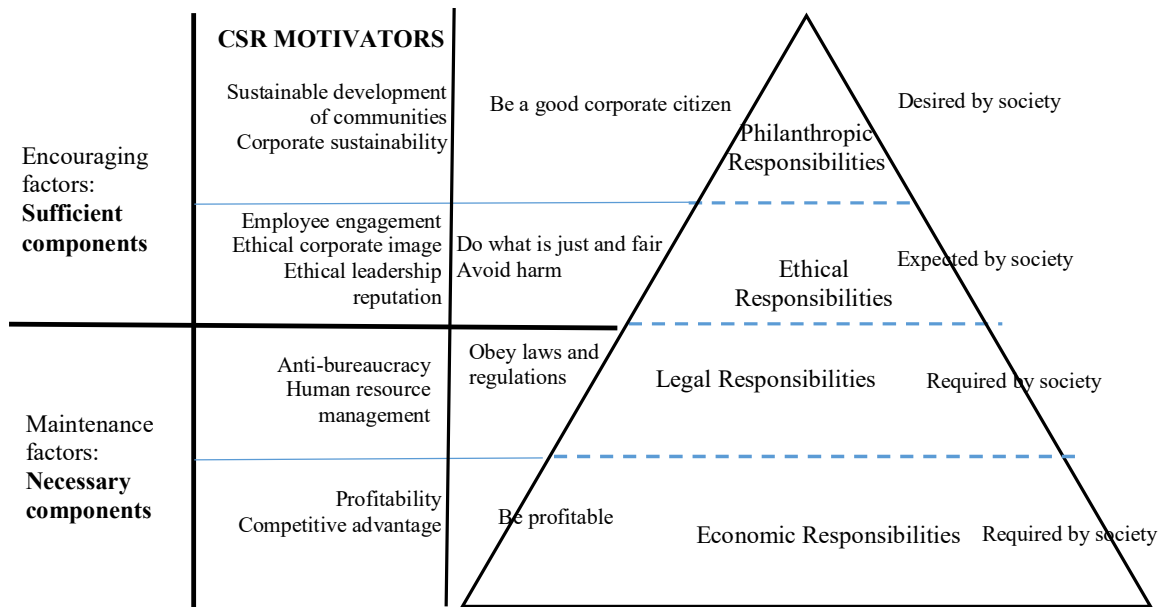 CSR MOTIVATORS
Encouraging
factors:
Sufficient
components
Sustainable development
of communities
Corporate sustainability
Be a good corporate citizen
Philanthropic
Responsibilities
Desired by society
Employee engagement
Ethical corporate image
Ethical leadership
reputation
Do what is just and fair
Avoid harm
Ethical
Responsibilities
Expected by society
Maintenance
factors:
Necessary
components
Anti-bureaucracy
Human resource
management
Obey laws and
regulations
Legal Responsibilities
Required by society
Profitability
Competitive advantage
Be profitable
Economic Responsibilities
Required by society